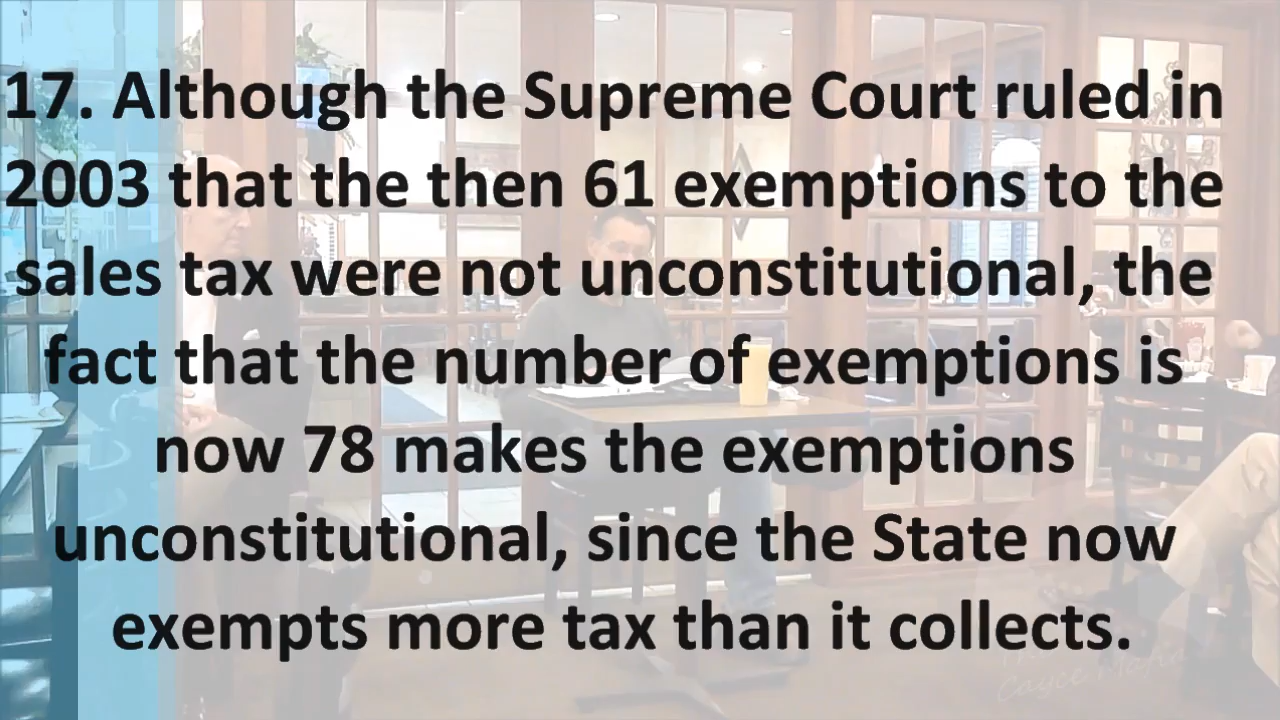 17. Although the Supreme Court ruled in
2003 that the then 61 exemptions to the
sales tax were not unconstitutional, the
fact that the number of exemptions is
now 78 makes the exemptions
unconstitutional, since the State now
exempts more tax than it collects.
Cayce Mafia